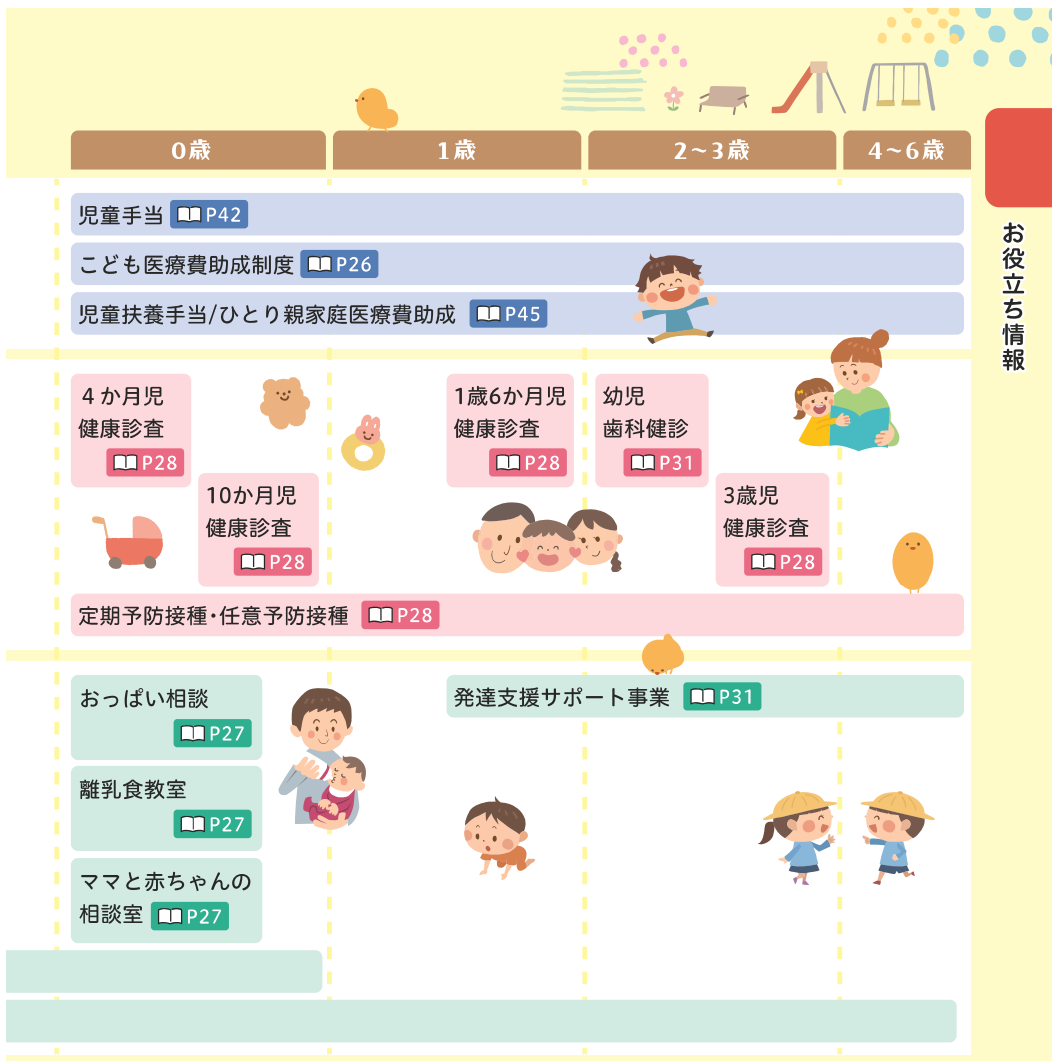 0歳
1歳
2～3歳
4～6歳
お役立ち情報
児童手当 P42
こども医療費助成制度 P26
児童扶養手当/ひとり親家庭医療費助成 P45
4か月児
健康診査
P28
10か月児
健康診査
P28
1歳6か月児
健康診査
P28
幼児
歯科健診
P31
3歳児
健康診査
P28
定期予防接種・任意予防接種 P28
おっぱい相談
P27
離乳食教室
P27
ママと赤ちゃんの
相談室 P27
発達支援サポート事業 P31